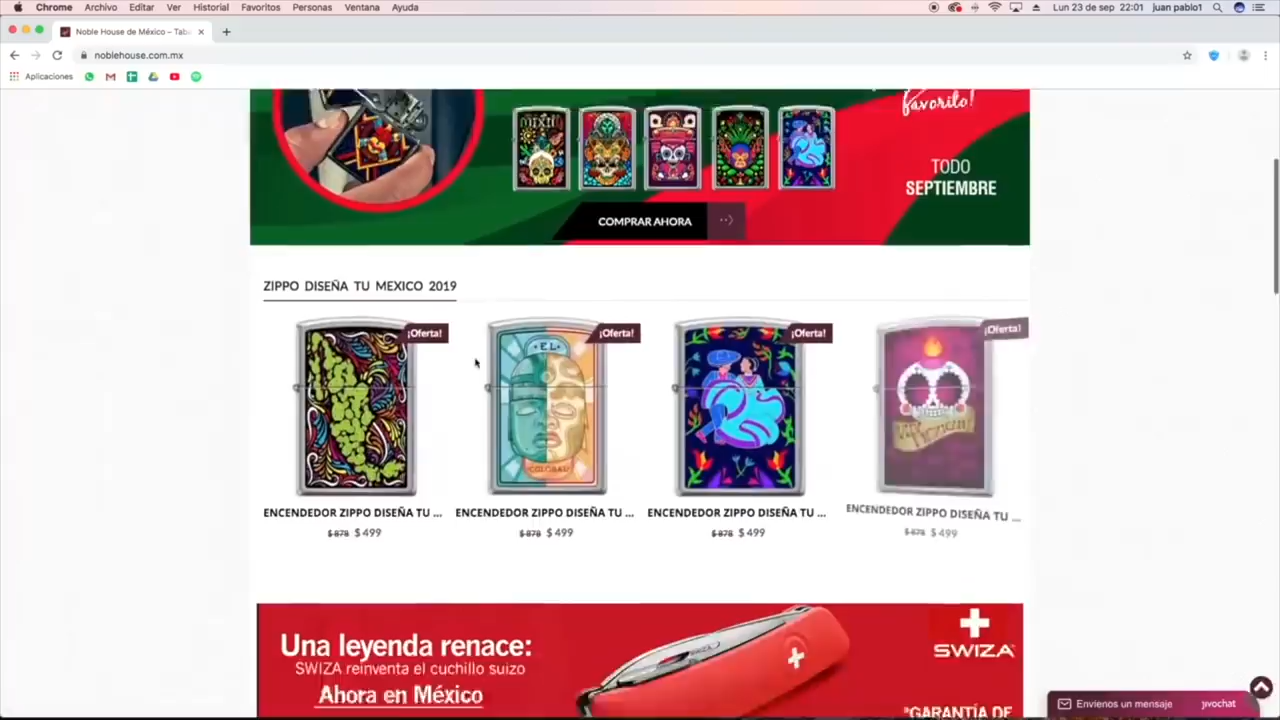 Chrome Archivo Editar Ver Historial Favoritos Personas Ventana Ayuda Lun 23 de sep 22:01 juan pablo1
Noble House de México – Taba
noblehouse.com.mx
Aplicaciones
favorito!
MEXICO
TODO
SEPTIEMBRE
COMPRAR AHORA
ZIPPO DISEÑA TU MEXICO 2019
¡Oferta! ¡Oferta! ¡Oferta! ¡Oferta!
EL
COLOSAL
ENCENDEDOR ZIPPO DISEÑA TU ... ENCENDEDOR ZIPPO DISEÑA TU ... ENCENDEDOR ZIPPO DISEÑA TU ... ENCENDEDOR ZIPPO DISEÑA TU ...
$ 878 $ 499 $ 878 $ 499 $ 878 $ 499 $ 878 $ 499
Una leyenda renace:
SWIZA reinventa el cuchillo suizo
Ahora en México
SWIZA
"GARANTÍA DE
Envíenos un mensaje jivochat